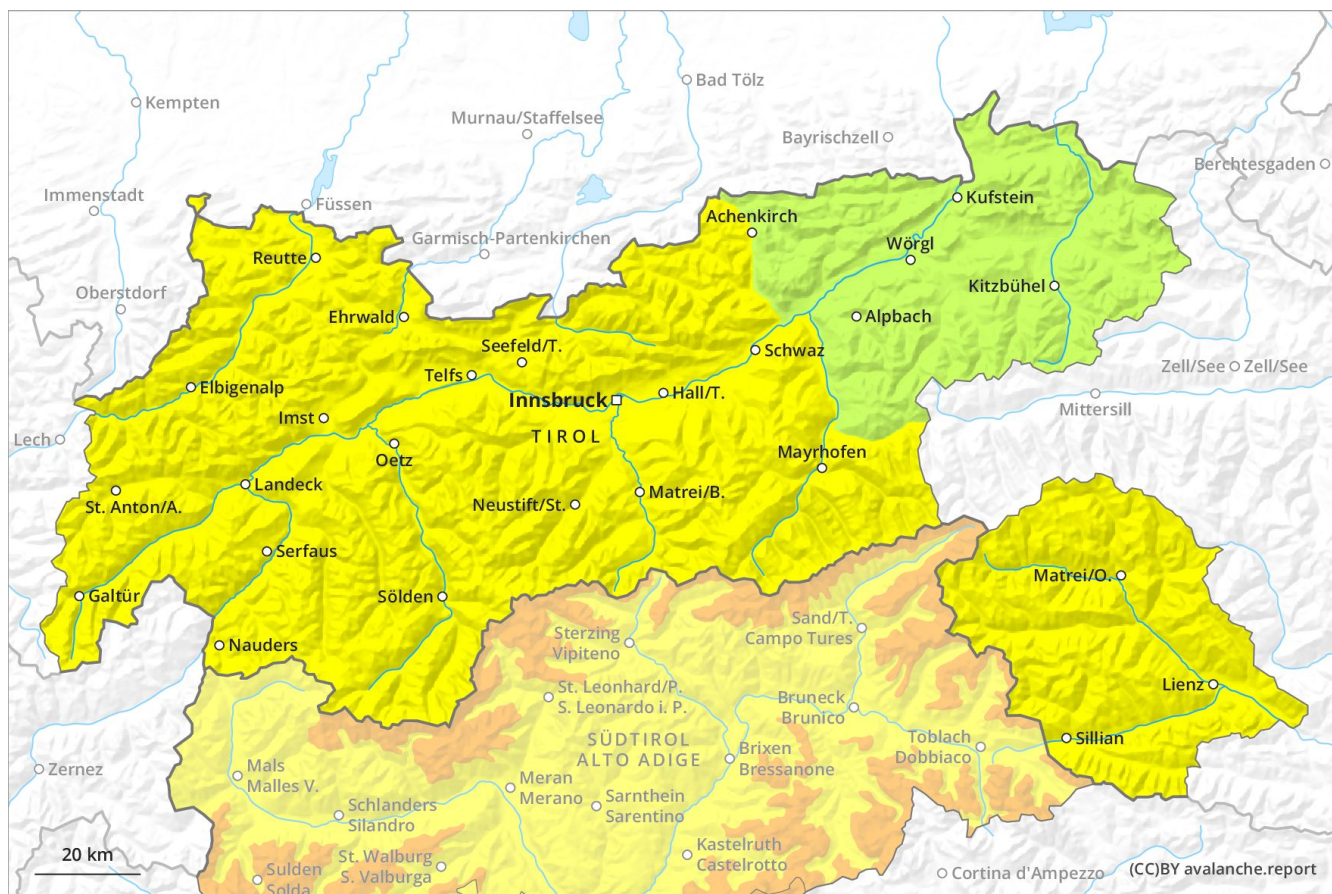 Kempten
Bad Tölz
Murnau/Staffelsee
Bayrischzell
Berchtesgaden
Immenstadt
Füssen
Kufstein
Achenkirch
Garmisch-Partenkirchen
Wörgl
Reutte
Oberstdorf
Kitzbühel
Ehrwald
Alpbach
Seefeld/T.
Schwaz
Telfs
Zell/See
Zell/See
Elbigenalp
Hall/T.
Innsbruck
Mittersill
Imst
TIROL
Lech
Oetz
Mayrhofen
Landeck
Matrei/B.
St. Anton/A.
Neustift/St.
Serfaus
Matrei/O.
Galtür
Sölden
Sand/T.
Campo Tures
Sterzing
Vipiteno
Nauders
Lienz
St. Leonhard/P.
S. Leonardo i. P.
Bruneck
Brunico
Toblach
Dobbiaco
Sillian
SÜDTIROL
ALTO ADIGE
Brixen
Bressanone
Zernez
Mals
Malles V.
Meran
Merano
Sarnthein
Sarentino
Schlanders
Silandro
20 km
St. Walburg
S. Valburga
Kastelruth
Castelrotto
Sulden
Solda
Cortina d'Ampezzo
(CC)BY avalanche.report